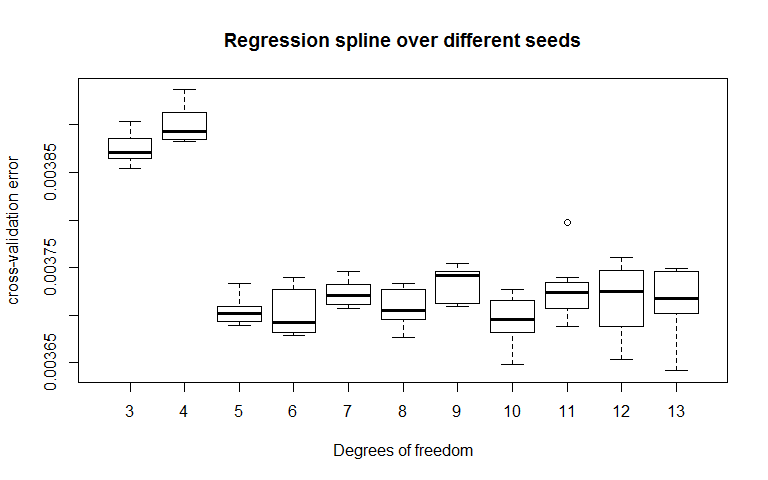 Regression spline over different seeds
cross-validation error
0.00385
0.00375
0.00365
3 4 5 6 7 8 9 10 11 12 13
Degrees of freedom